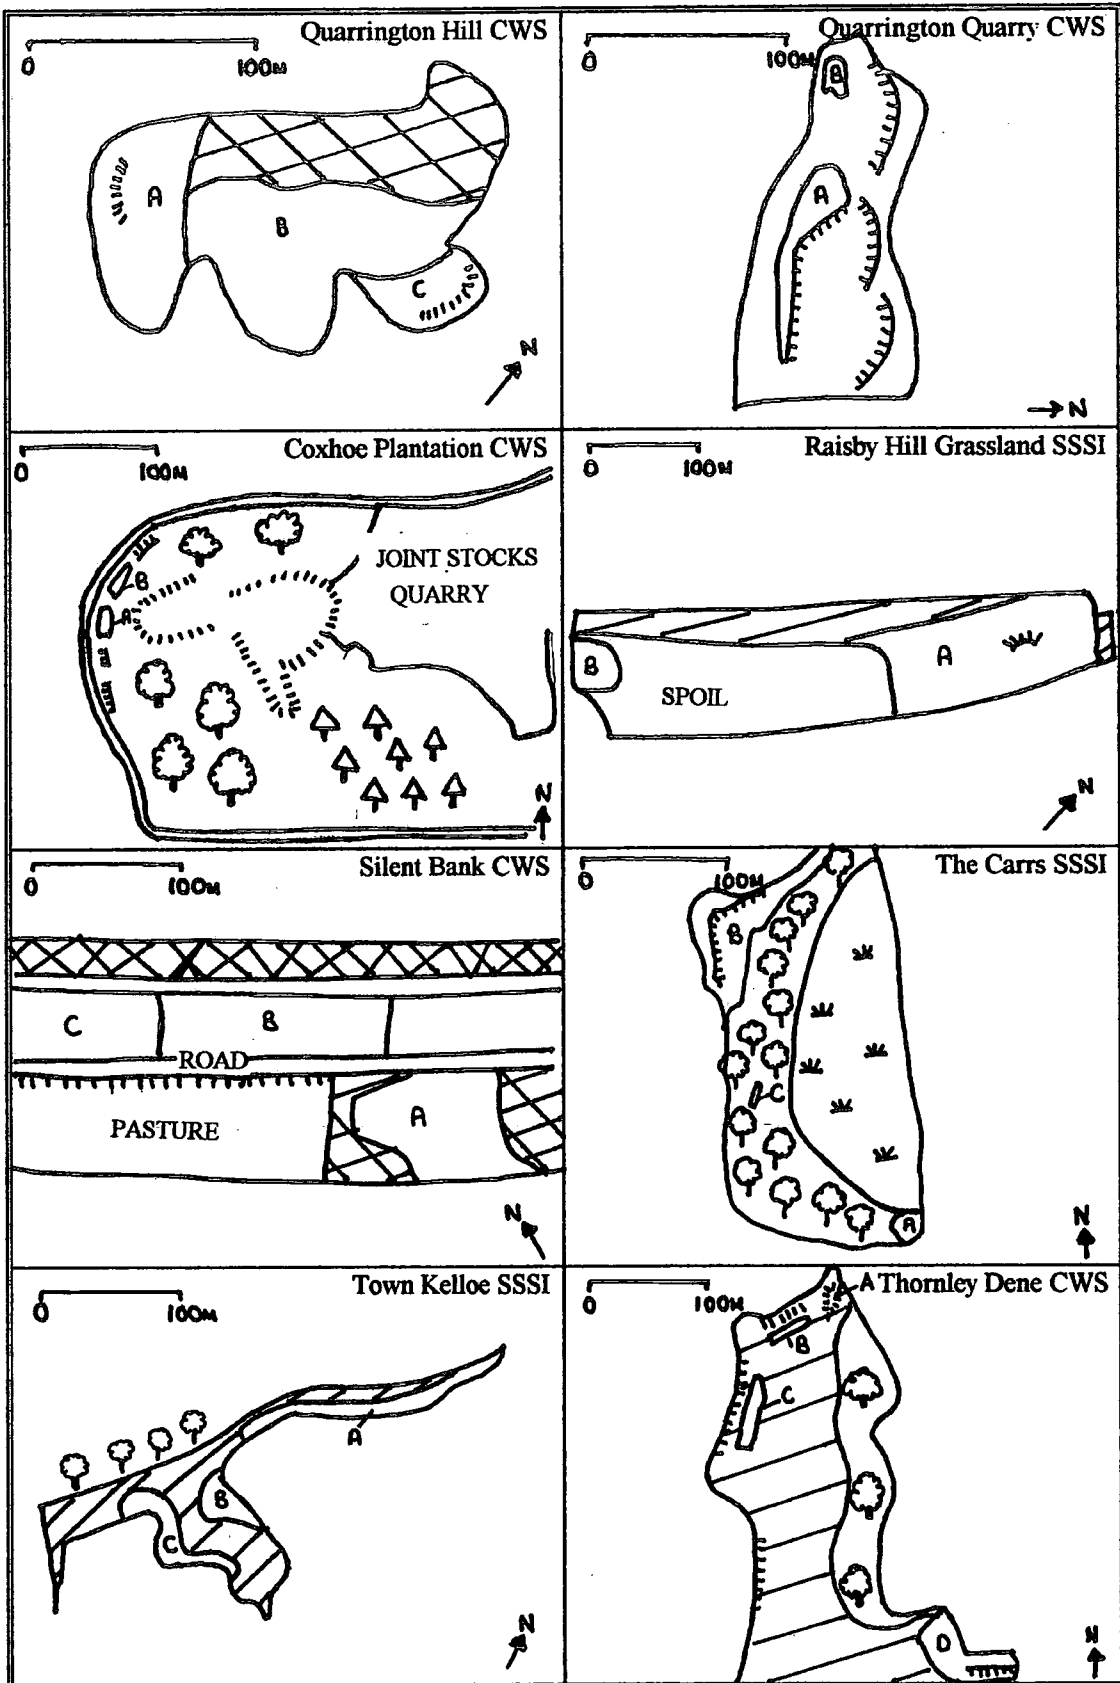 Quarrington Hill CWS
0 100M
A
B
C
N
Quarrington Quarry CWS
0 100M
B
A
N
Coxhoe Plantation CWS
0 100M
JOINT STOCKS
QUARRY
B
A
N
Raisby Hill Grassland SSSI
0 100M
A
B
SPOIL
N
Silent Bank CWS
0 100M
C B
ROAD
A
PASTURE
N
The Carrs SSSI
0 100M
B
C
A
N
Town Kelloe SSSI
0 100M
A
B
C
N
A Thornley Dene CWS
0 100M
B
C
D
N